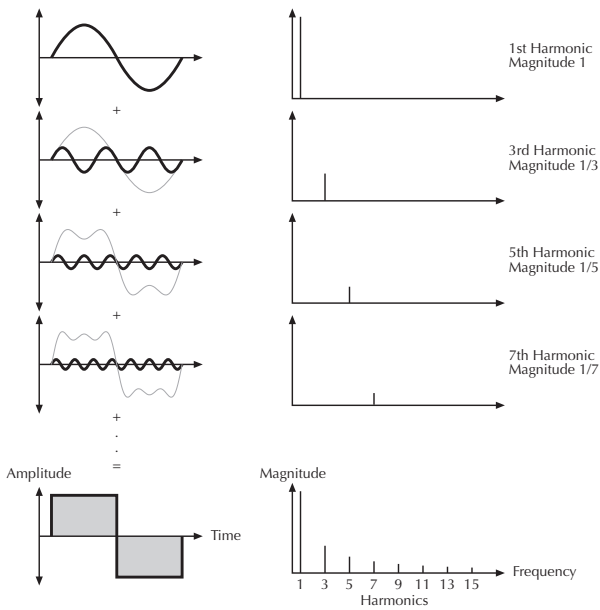 1st Harmonic
Magnitude 1
+
3rd Harmonic
Magnitude 1/3
+
5th Harmonic
Magnitude 1/5
+
7th Harmonic
Magnitude 1/7
+
.
.
=
Amplitude
Magnitude
Time
Frequency
1 3 5 7 9 11 13 15
Harmonics